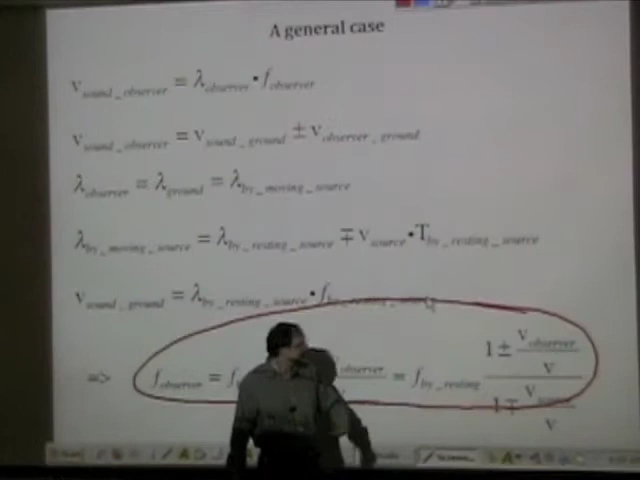 A general case
v_sound_observer = λ_observer • f_observer
v_sound_observer = v_sound_ground ± v_observer_ground
λ_observer = λ_ground = λ_by_moving_source
λ_by_moving_source = λ_by_resting_source ∓ v_source • T_by_resting_source
v_sound_ground = λ_by_resting_source • f
=> f_observer = f observer = f_by_resting (1 ± v_observer / v) / (1 ∓ v / v)